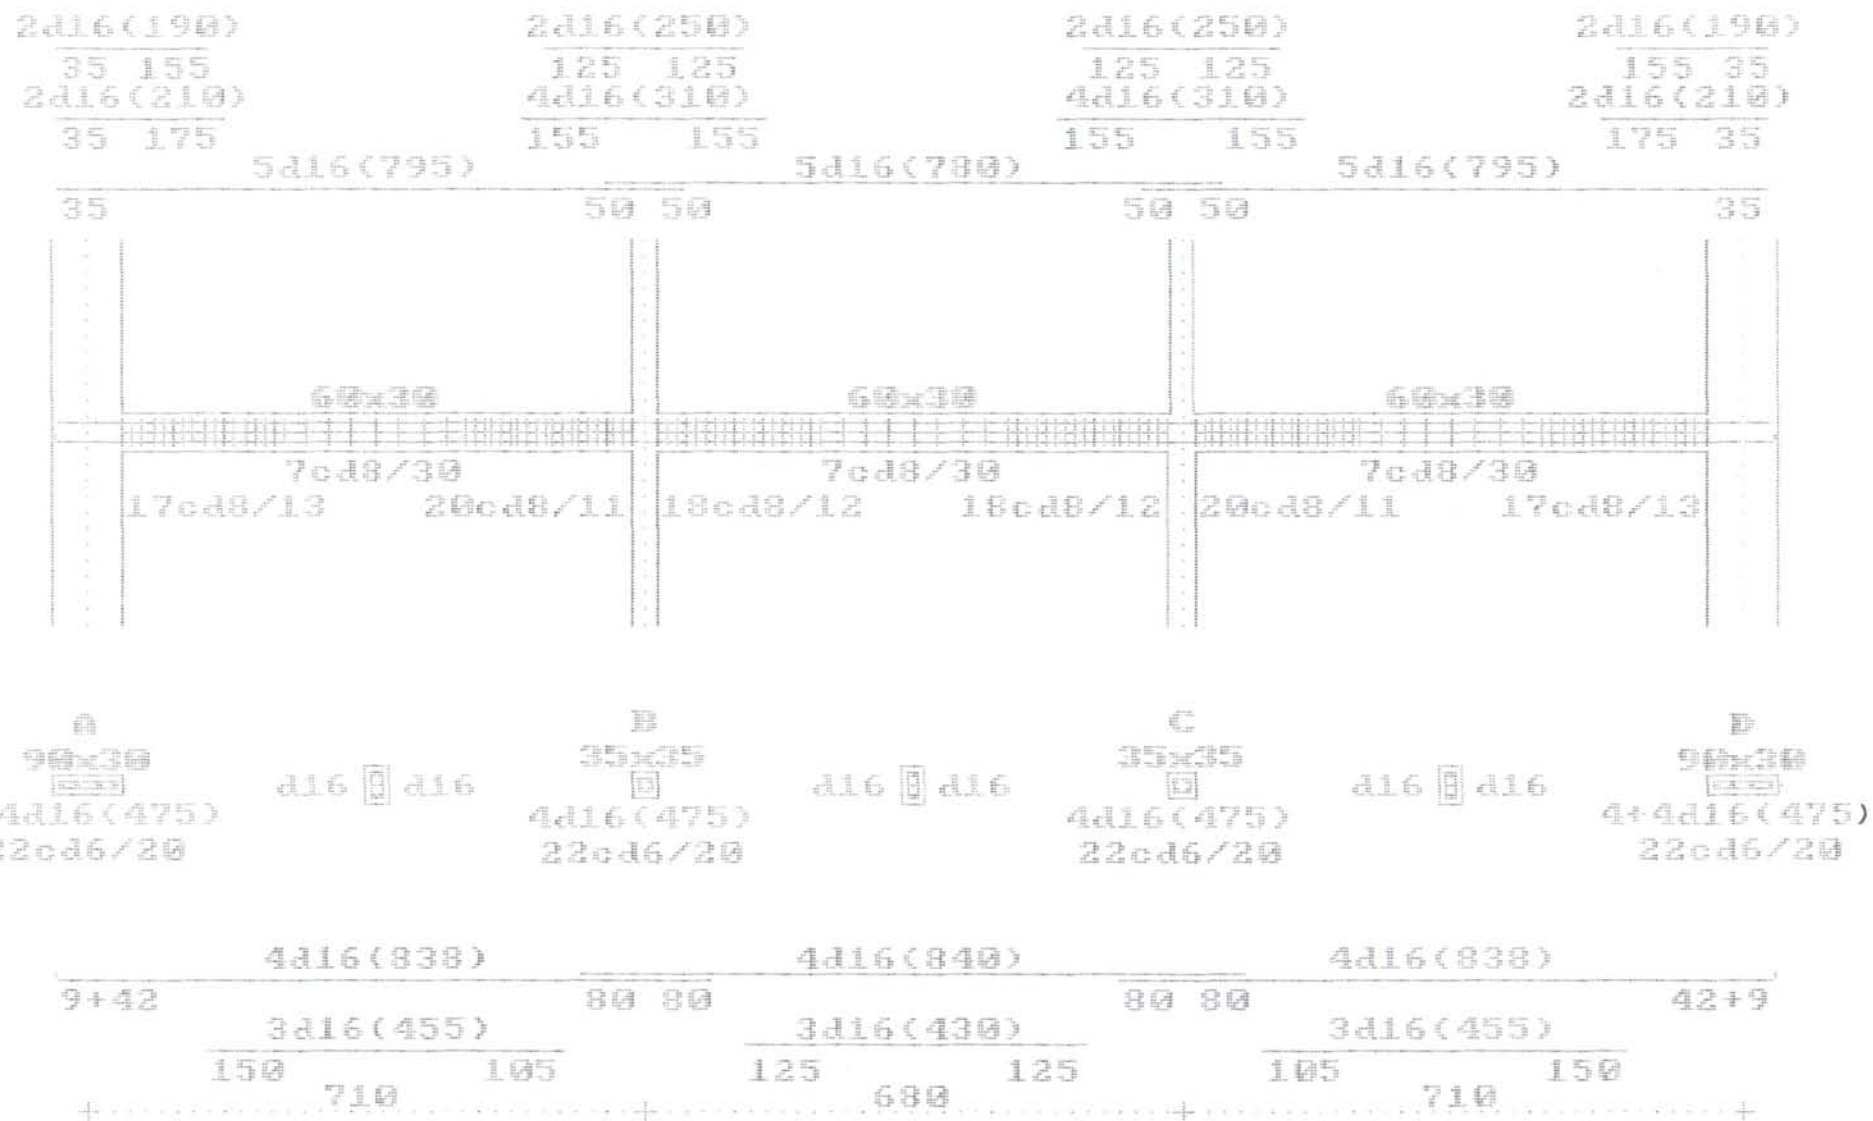 2d16(190) 2d16(250) 2d16(250) 2d16(190)
35 155 125 125 125 125 155 35
2d16(210) 4d16(310) 4d16(310) 2d16(210)
35 175 155 155 155 155 175 35
5d16(795) 5d16(780) 5d16(795)
35 50 50 50 50 35
60x30 60x30 60x30
7cd8/30 7cd8/30 7cd8/30
17cd8/13 20cd8/11 18cd8/12 18cd8/12 20cd8/11 17cd8/13
A B C D
90x30 35x35 35x35 90x30
d16 d16 d16 d16 d16 d16
4d16(475) 4d16(475) 4d16(475) 4+4d16(475)
22cd6/20 22cd6/20 22cd6/20 22cd6/20
4d16(838) 4d16(840) 4d16(838)
9+42 80 80 80 80 42+9
3d16(455) 3d16(430) 3d16(455)
150 105 125 125 105 150
710 680 710